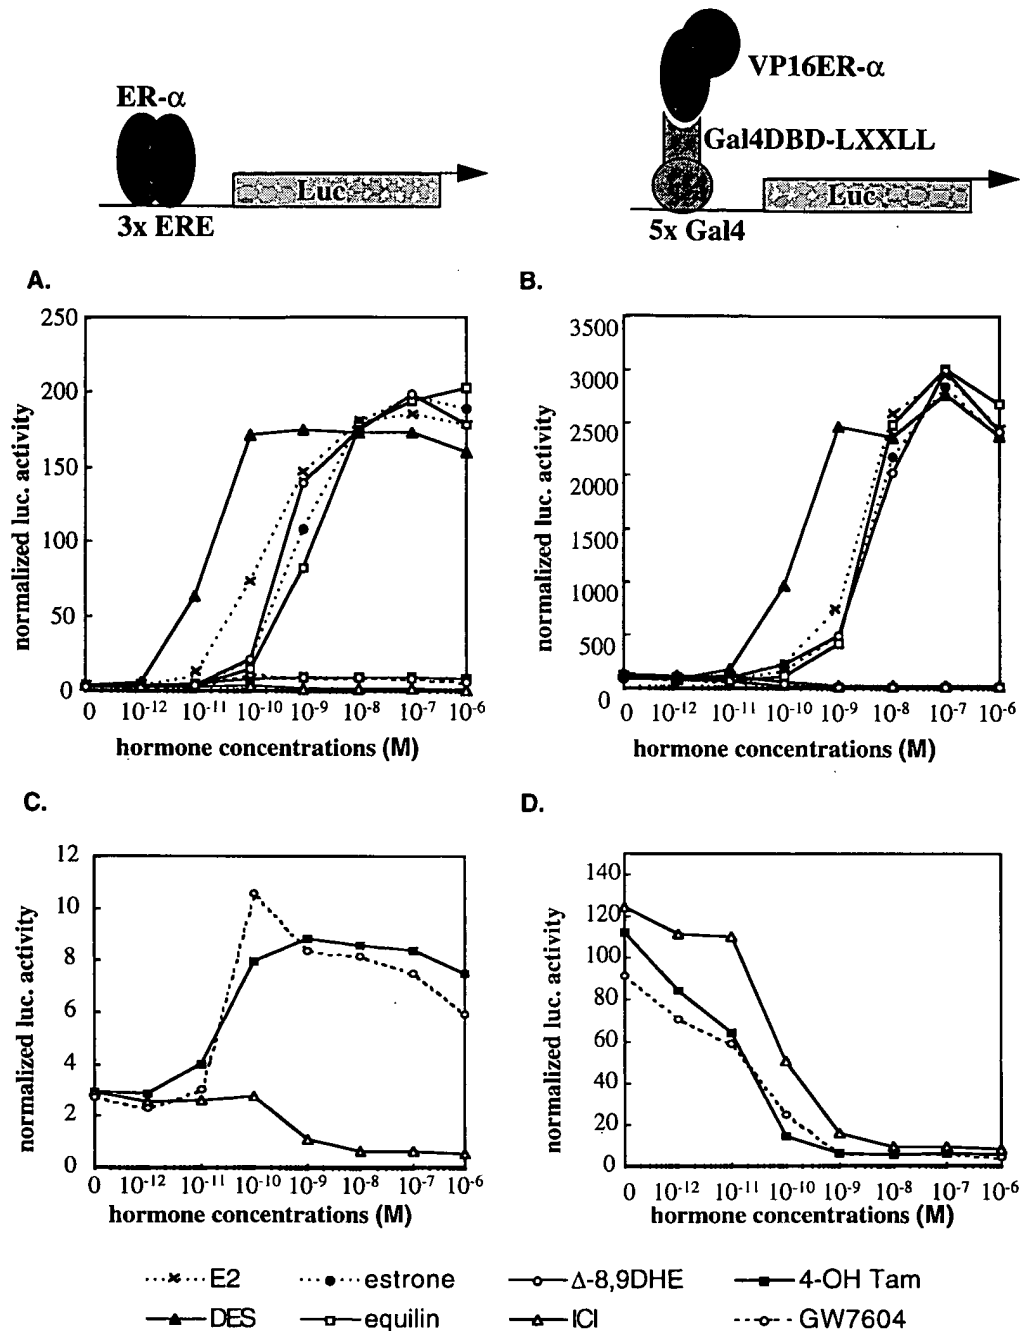 ER-α
VP16ER-α
Gal4DBD-LXXLL
Luc
Luc
3x ERE
5x Gal4
A.
B.
250
200
150
100
50
0
normalized luc. activity
0 10-12 10-11 10-10 10-9 10-8 10-7 10-6
hormone concentrations (M)
3500
3000
2500
2000
1500
1000
500
0
normalized luc. activity
0 10-12 10-11 10-10 10-9 10-8 10-7 10-6
hormone concentrations (M)
C.
D.
12
10
8
6
4
2
0
normalized luc. activity
0 10-12 10-11 10-10 10-9 10-8 10-7 10-6
hormone concentrations (M)
140
120
100
80
60
40
20
0
normalized luc. activity
0 10-12 10-11 10-10 10-9 10-8 10-7 10-6
hormone concentrations (M)
E2 estrone Δ-8,9DHE 4-OH Tam
DES equilin ICI GW7604